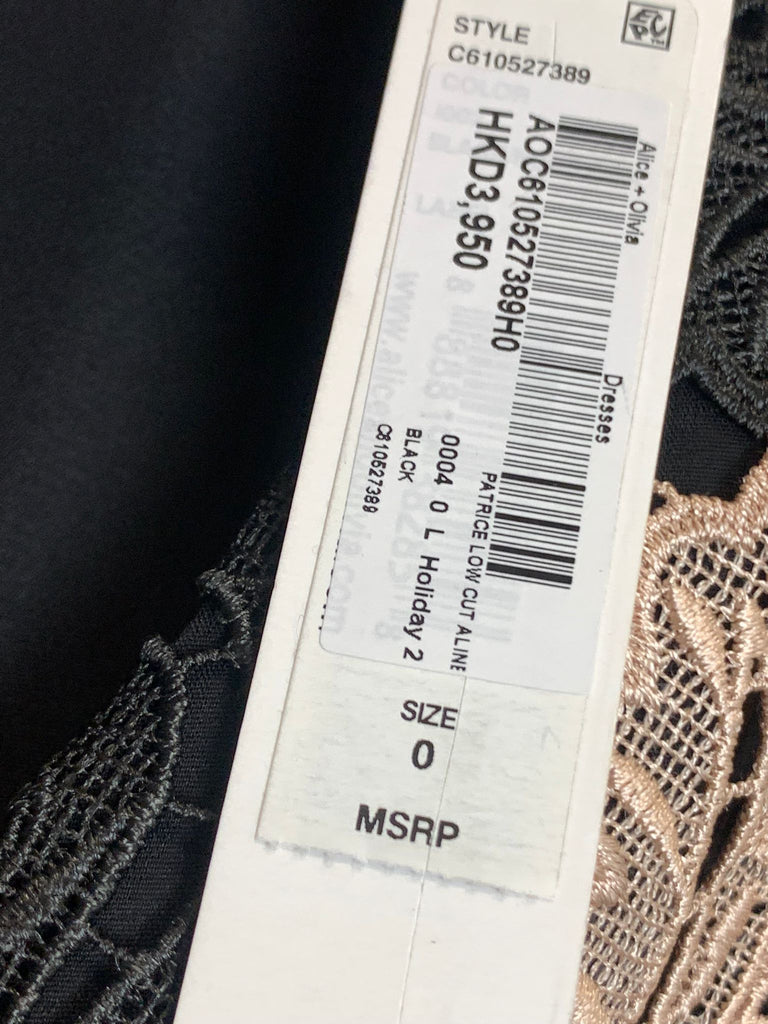 STYLE
C610527389
Alice + Olivia
Dresses
AOC610527389H0
HKD3,950
PATRICE LOW CUT ALINE
0004 0 L Holiday 2
BLACK
C610527389
SIZE
0
MSRP